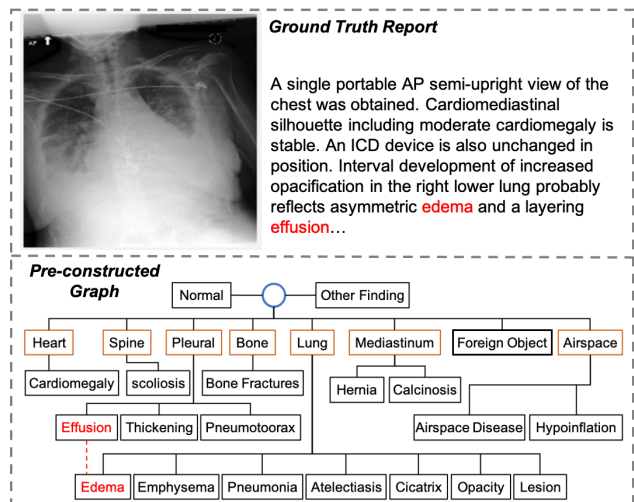 AP
Ground Truth Report
A single portable AP semi-upright view of the
chest was obtained. Cardiomediastinal
silhouette including moderate cardiomegaly is
stable. An ICD device is also unchanged in
position. Interval development of increased
opacification in the right lower lung probably
reflects asymmetric edema and a layering
effusion...
Pre-constructed
Graph
Normal
Other Finding
Heart
Spine
Pleural
Bone
Lung
Mediastinum
Foreign Object
Airspace
Cardiomegaly
scoliosis
Bone Fractures
Hernia
Calcinosis
Effusion
Thickening
Pneumotoorax
Airspace Disease
Hypoinflation
Edema
Emphysema
Pneumonia
Atelectiasis
Cicatrix
Opacity
Lesion